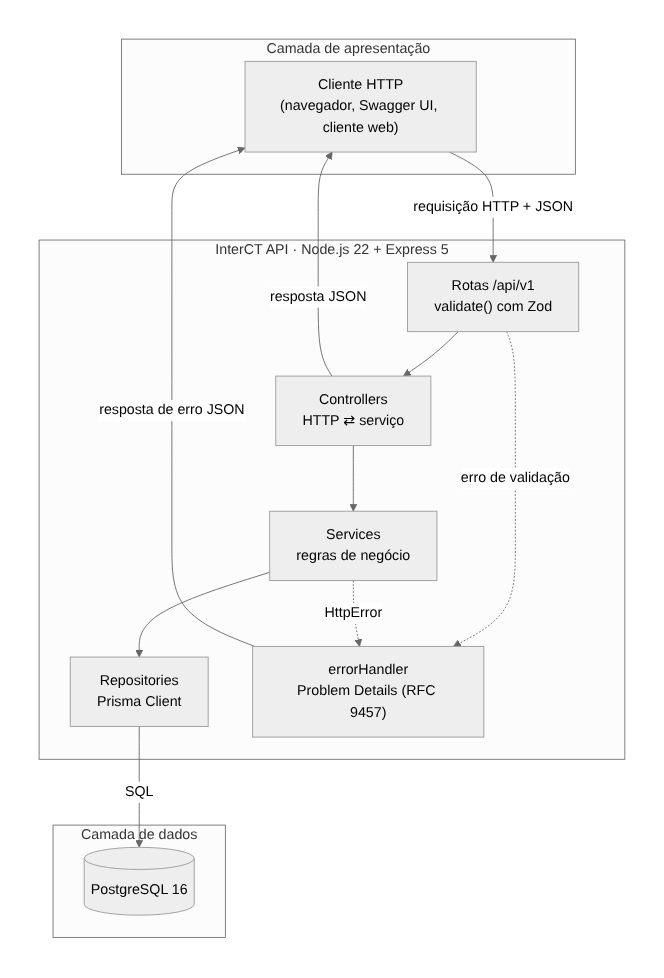 Camada de apresentação
Cliente HTTP
(navegador, Swagger UI,
cliente web)
requisição HTTP + JSON
InterCT API · Node.js 22 + Express 5
Rotas /api/v1
validate() com Zod
resposta JSON
Controllers
HTTP ⇄ serviço
resposta de erro JSON
erro de validação
Services
regras de negócio
HttpError
errorHandler
Problem Details (RFC
9457)
Repositories
Prisma Client
SQL
Camada de dados
PostgreSQL 16